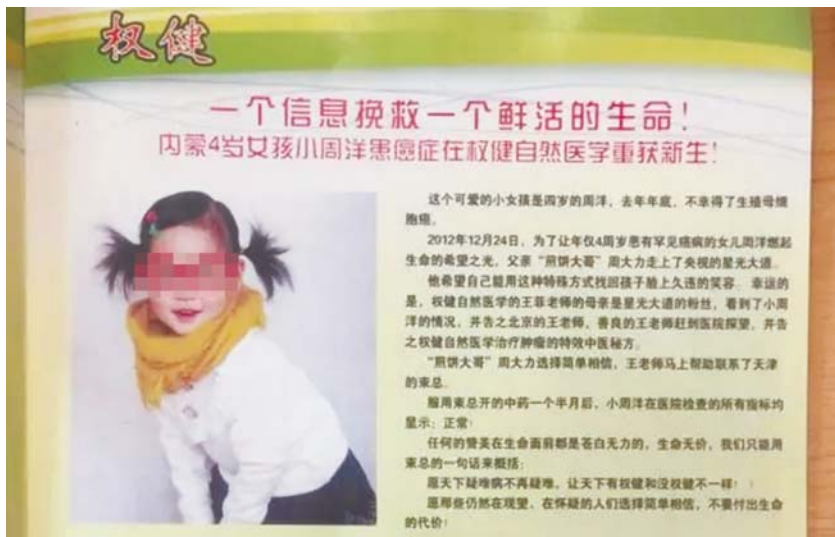 权健
一个信息挽救一个鲜活的生命！
内蒙4岁女孩小周洋患癌症在权健自然医学重获新生！
这个可爱的小女孩是四岁的周洋，去年年底，不幸得了生殖母细
胞癌。
2012年12月24日，为了让年仅4周岁患有罕见癌病的女儿周洋燃起
生命的希望之光，父亲“煎饼大哥”周大力走上了央视的星光大道。
他希望自己能用这种特殊方式找回孩子脸上久违的笑容。幸运的
是，权健自然医学的王菲老师的母亲是星光大道的粉丝，看到了小周
洋的情况，并告之北京的王老师，善良的王老师赶到医院探望，并告
之权健自然医学治疗肿瘤的特效中医秘方。
“煎饼大哥”周大力选择简单相信，王老师马上帮助联系了天津
的束总。
服用束总开的中药一个半月后，小周洋在医院检查的所有指标均
显示：正常！
任何的赞美在生命面前都是苍白无力的，生命无价，我们只能用
束总的一句话来概括：
愿天下疑难病不再疑难，让天下有权健和没权健不一样！！
愿那些仍然在观望，在怀疑的人们选择简单相信，不要付出生命
的代价！